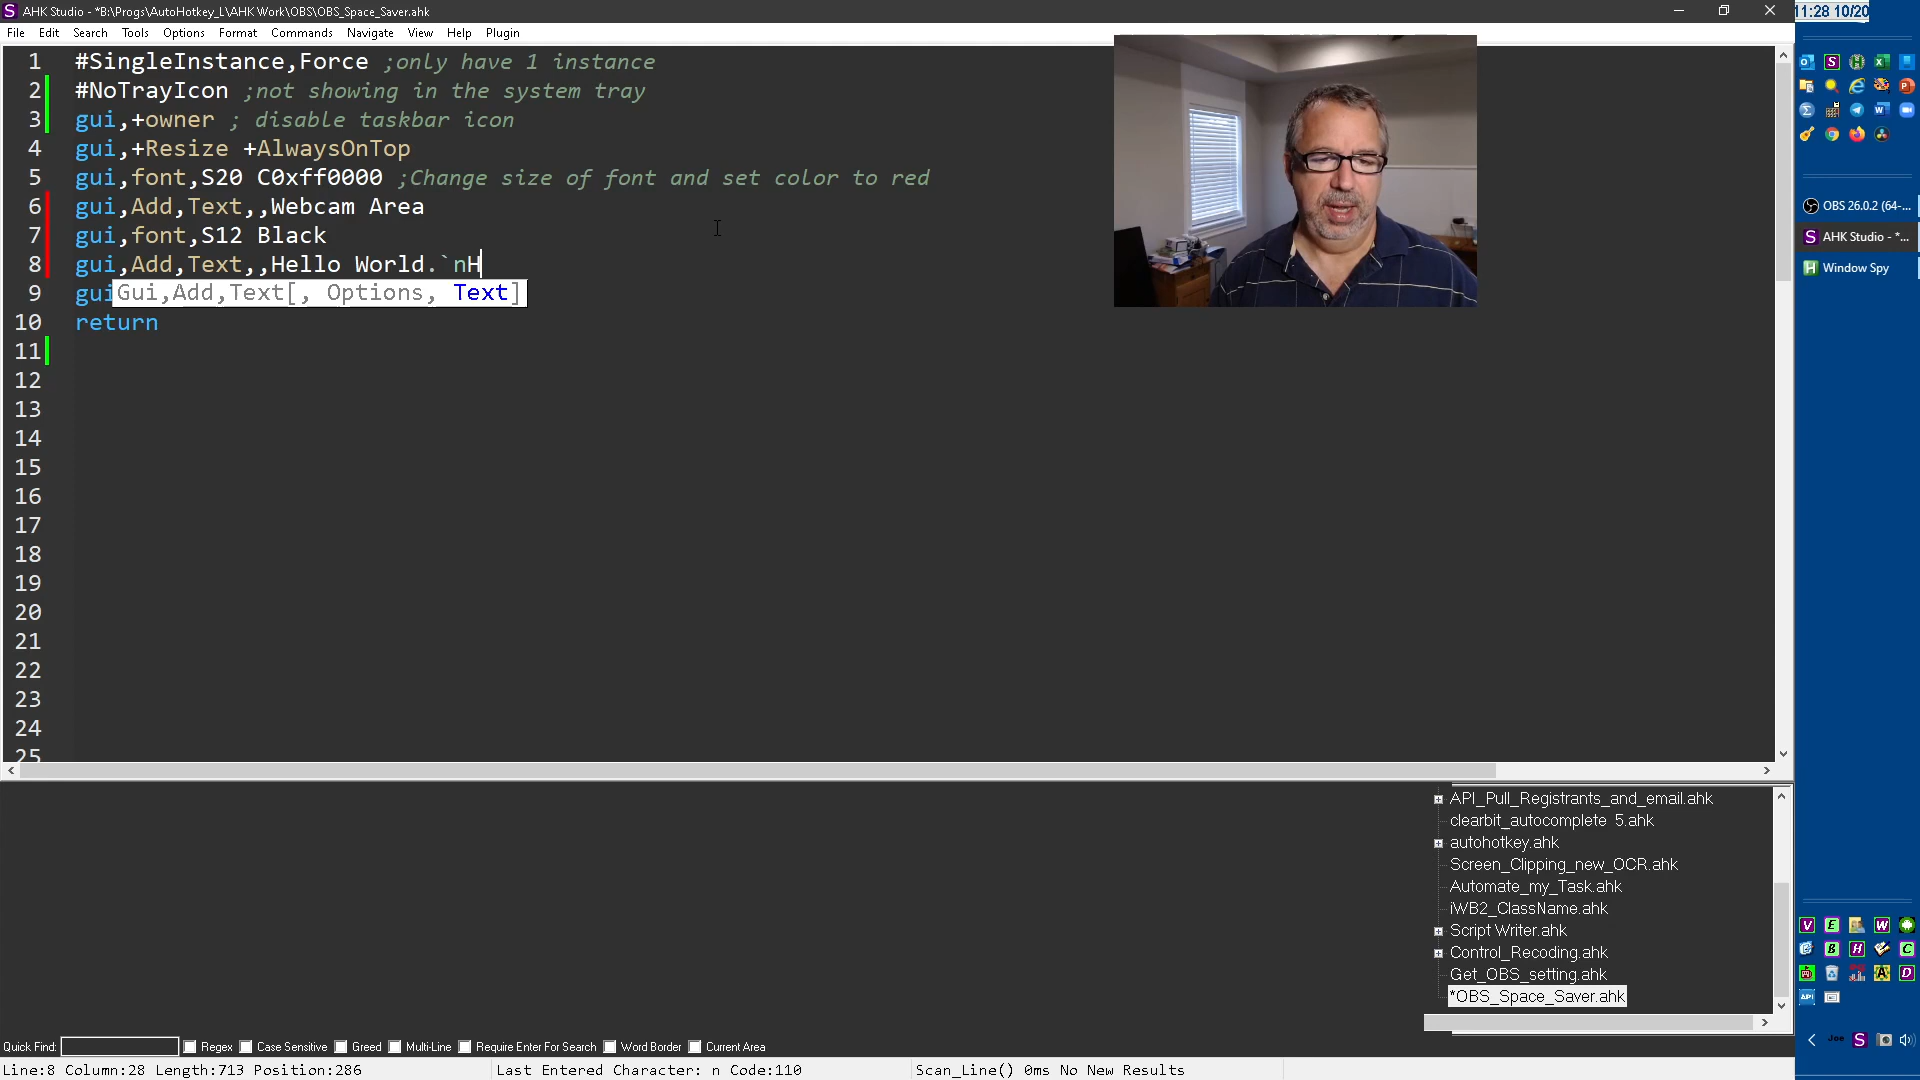 AHK Studio - *B:\Progs\AutoHotkey_L\AHK Work\OBS\OBS_Space_Saver.ahk
11:28 10/20
File Edit Search Tools Options Format Commands Navigate View Help Plugin
1 #SingleInstance,Force ;only have 1 instance
2 #NoTrayIcon ;not showing in the system tray
3 gui,+owner ; disable taskbar icon
4 gui,+Resize +AlwaysOnTop
5 gui,font,S20 C0xff0000 ;Change size of font and set color to red
6 gui,Add,Text,,Webcam Area
7 gui,font,S12 Black
8 gui,Add,Text,,Hello World.`nH
9 gui
Gui,Add,Text[, Options, Text]
10 return
11
12
13
14
15
16
17
18
19
20
21
22
23
24
25
OBS 26.0.2 (64-...
AHK Studio - *...
Window Spy
API_Pull_Registrants_and_email.ahk
clearbit_autocomplete 5.ahk
autohotkey.ahk
Screen_Clipping_new_OCR.ahk
Automate_my_Task.ahk
iWB2_ClassName.ahk
Script Writer.ahk
Control_Recoding.ahk
Get_OBS_setting.ahk
*OBS_Space_Saver.ahk
Quick Find: Regex Case Sensitive Greed Multi-Line Require Enter For Search Word Border Current Area
Line:8 Column:28 Length:713 Position:286 Last Entered Character: n Code:110 Scan_Line() 0ms No New Results